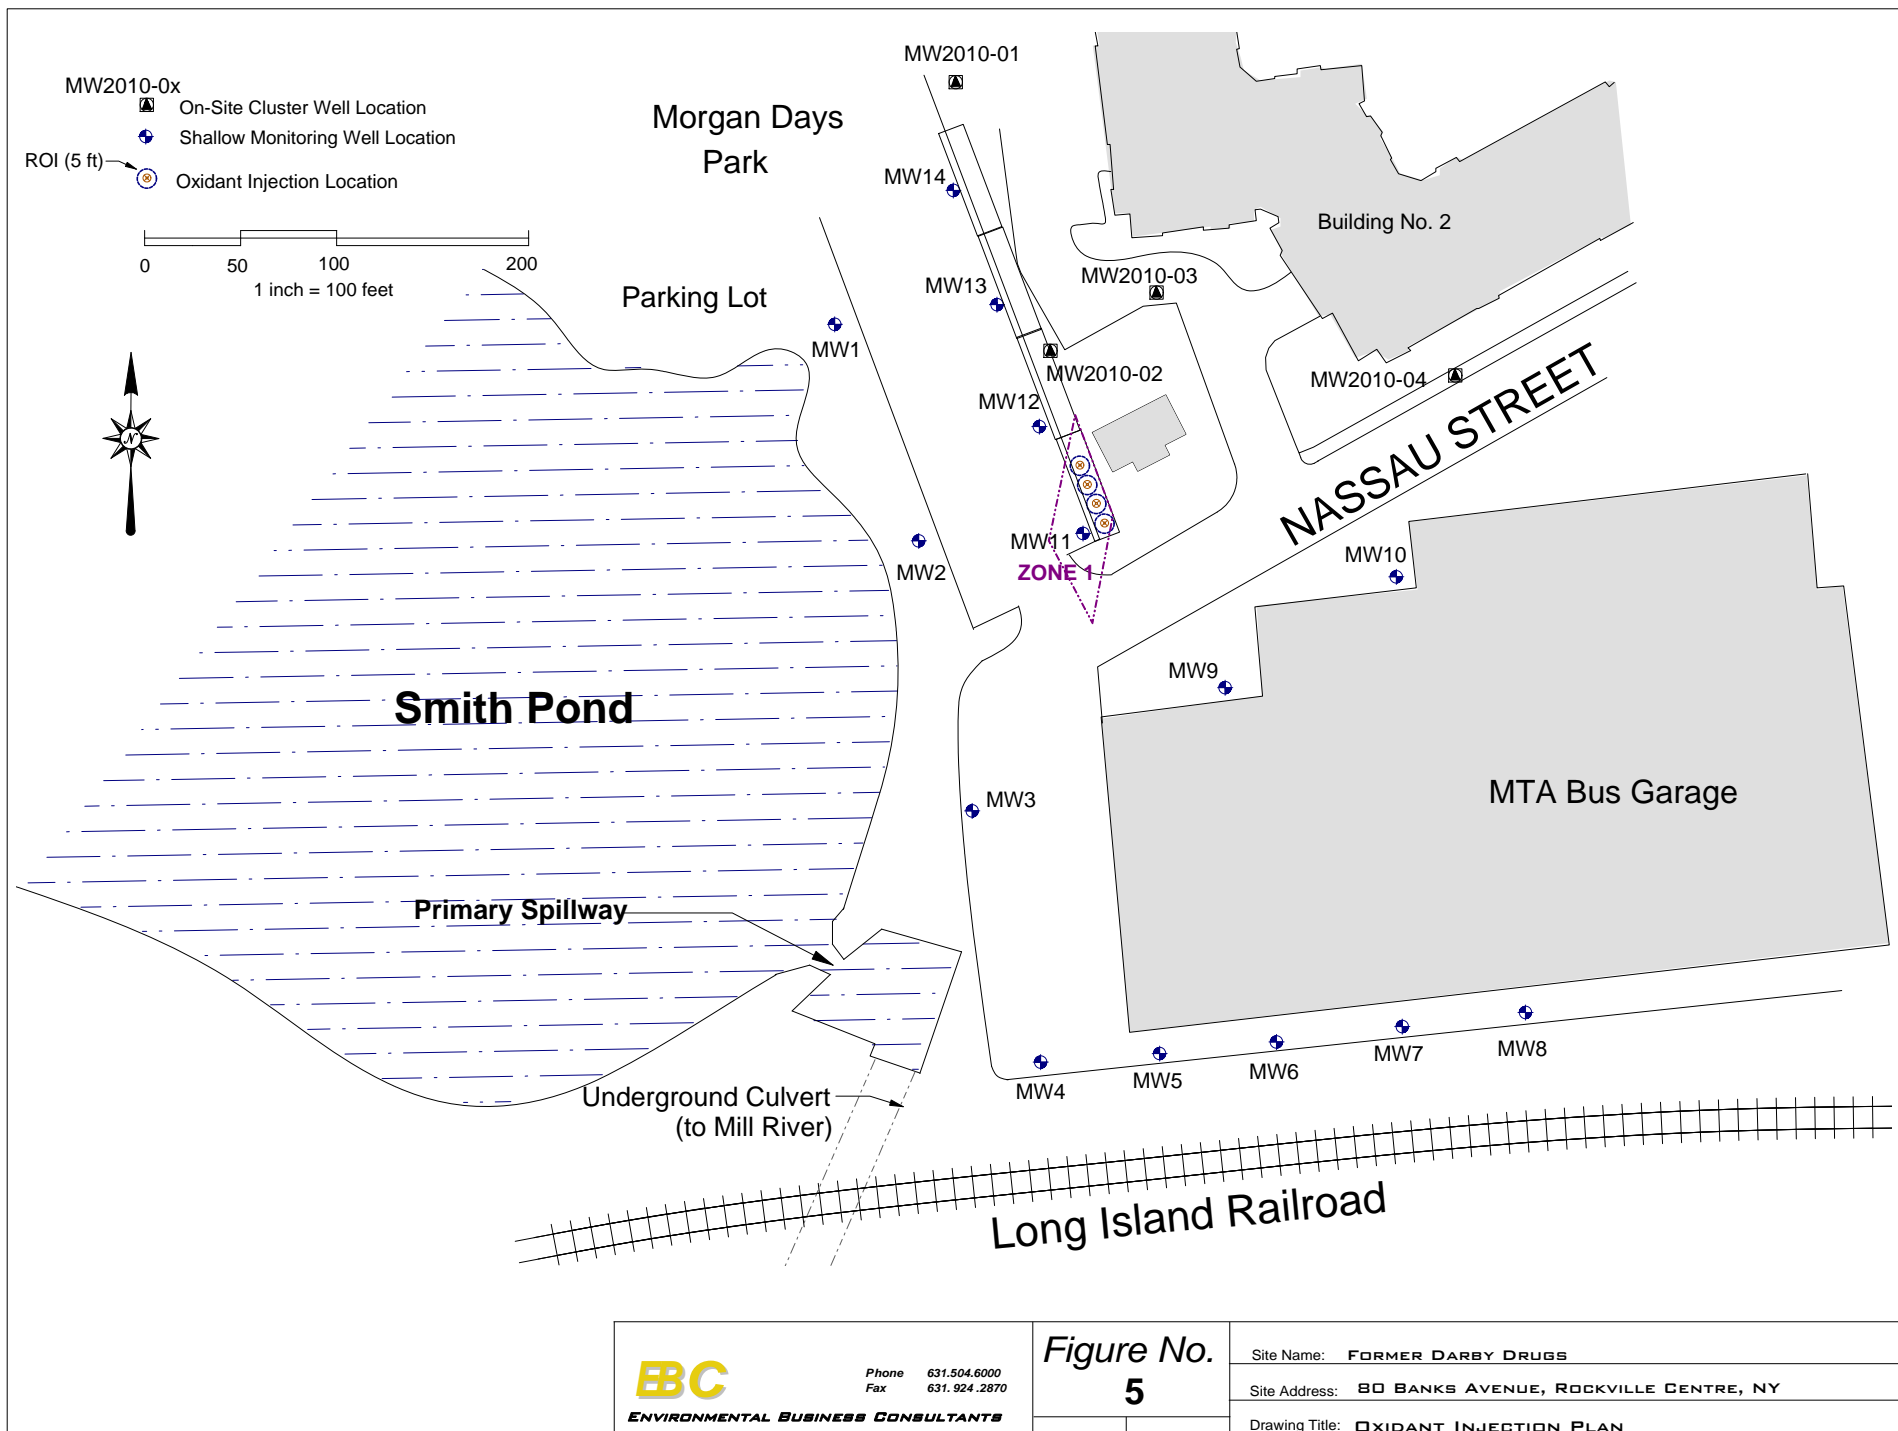 MW2010-0x
On-Site Cluster Well Location
Shallow Monitoring Well Location
ROI (5 ft)
Oxidant Injection Location
0 50 100 200
1 inch = 100 feet
N
MW2010-01
Morgan Days
Park
MW14
Building No. 2
MW13
MW2010-03
Parking Lot
MW1
MW2010-02
MW2010-04
MW12
NASSAU STREET
MW11
MW10
MW2
ZONE 1
MW9
Smith Pond
MW3
MTA Bus Garage
Primary Spillway
MW4
MW5
MW6
MW7
MW8
Underground Culvert
(to Mill River)
Long Island Railroad
EBC
Phone 631.504.6000
Fax 631.924.2870
ENVIRONMENTAL BUSINESS CONSULTANTS
Figure No.
5
Site Name: FORMER DARBY DRUGS
Site Address: 80 BANKS AVENUE, ROCKVILLE CENTRE, NY
Drawing Title: OXIDANT INJECTION PLAN